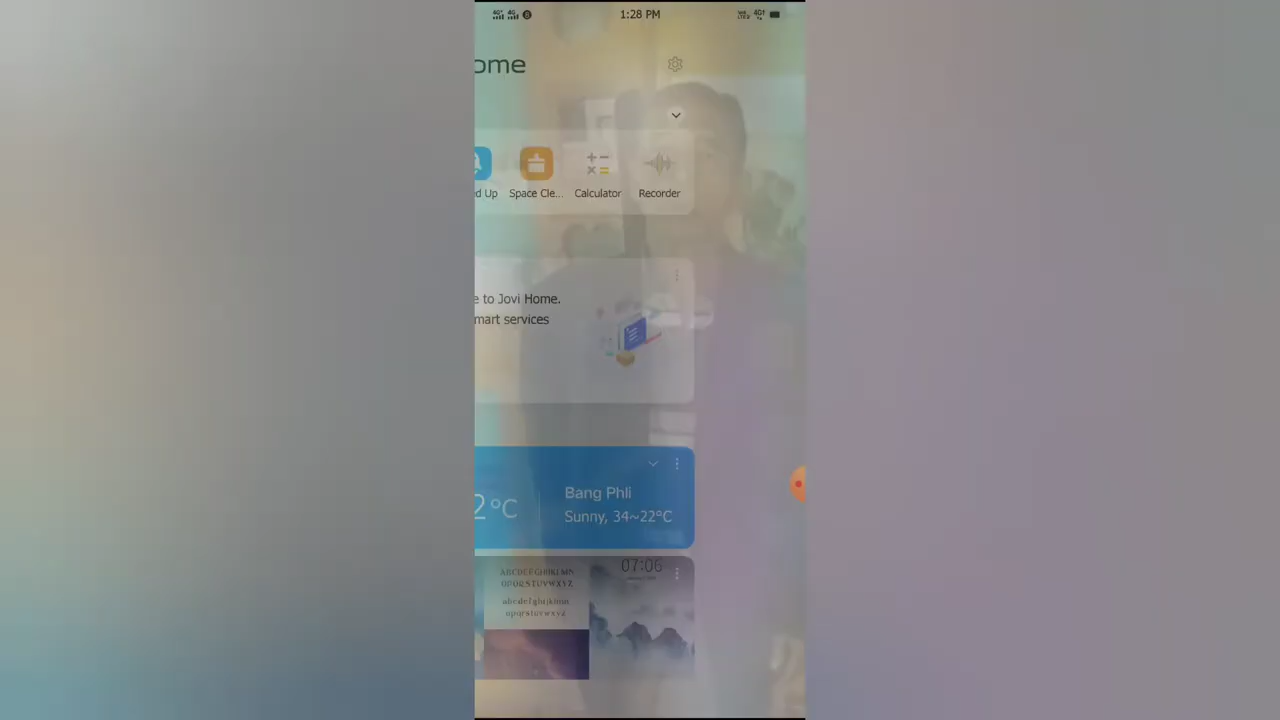 1:28 PM
ome
d Up Space Cle... Calculator Recorder
e to Jovi Home.
mart services
2°C
Bang Phli
Sunny, 34~22°C
07:06
ABCDEFGHIJKLMN
OPQRSTUVWXYZ
abcdefghijklmn
opqrstuvwxyz